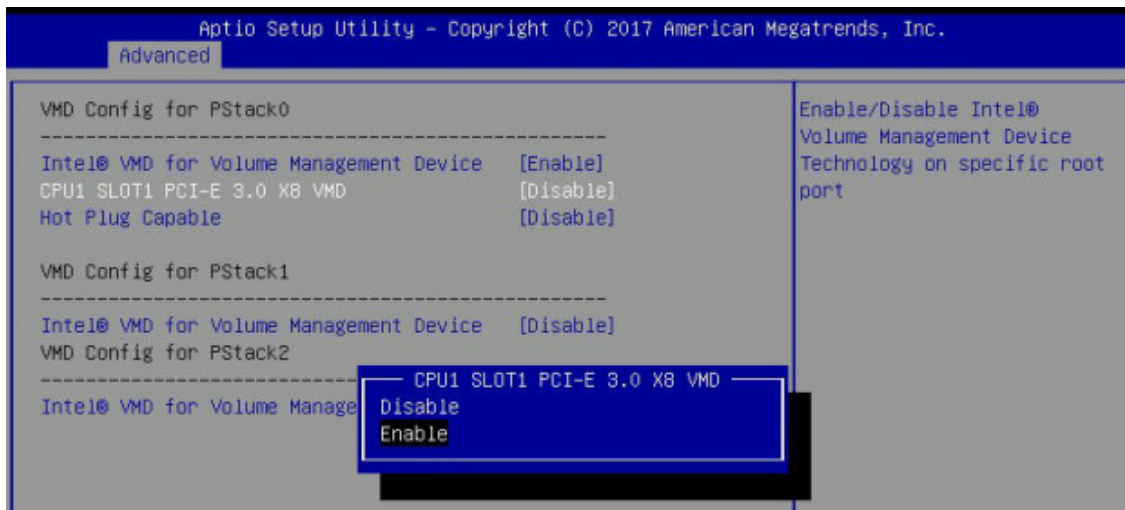 Aptio Setup Utility – Copyright (C) 2017 American Megatrends, Inc.
Advanced
VMD Config for PStack0
Intel® VMD for Volume Management Device [Enable]
CPU1 SLOT1 PCI-E 3.0 X8 VMD [Disable]
Hot Plug Capable [Disable]
VMD Config for PStack1
Intel® VMD for Volume Management Device [Disable]
VMD Config for PStack2
Intel® VMD for Volume Manage
CPU1 SLOT1 PCI-E 3.0 X8 VMD
Disable
Enable
Enable/Disable Intel®
Volume Management Device
Technology on specific root
port